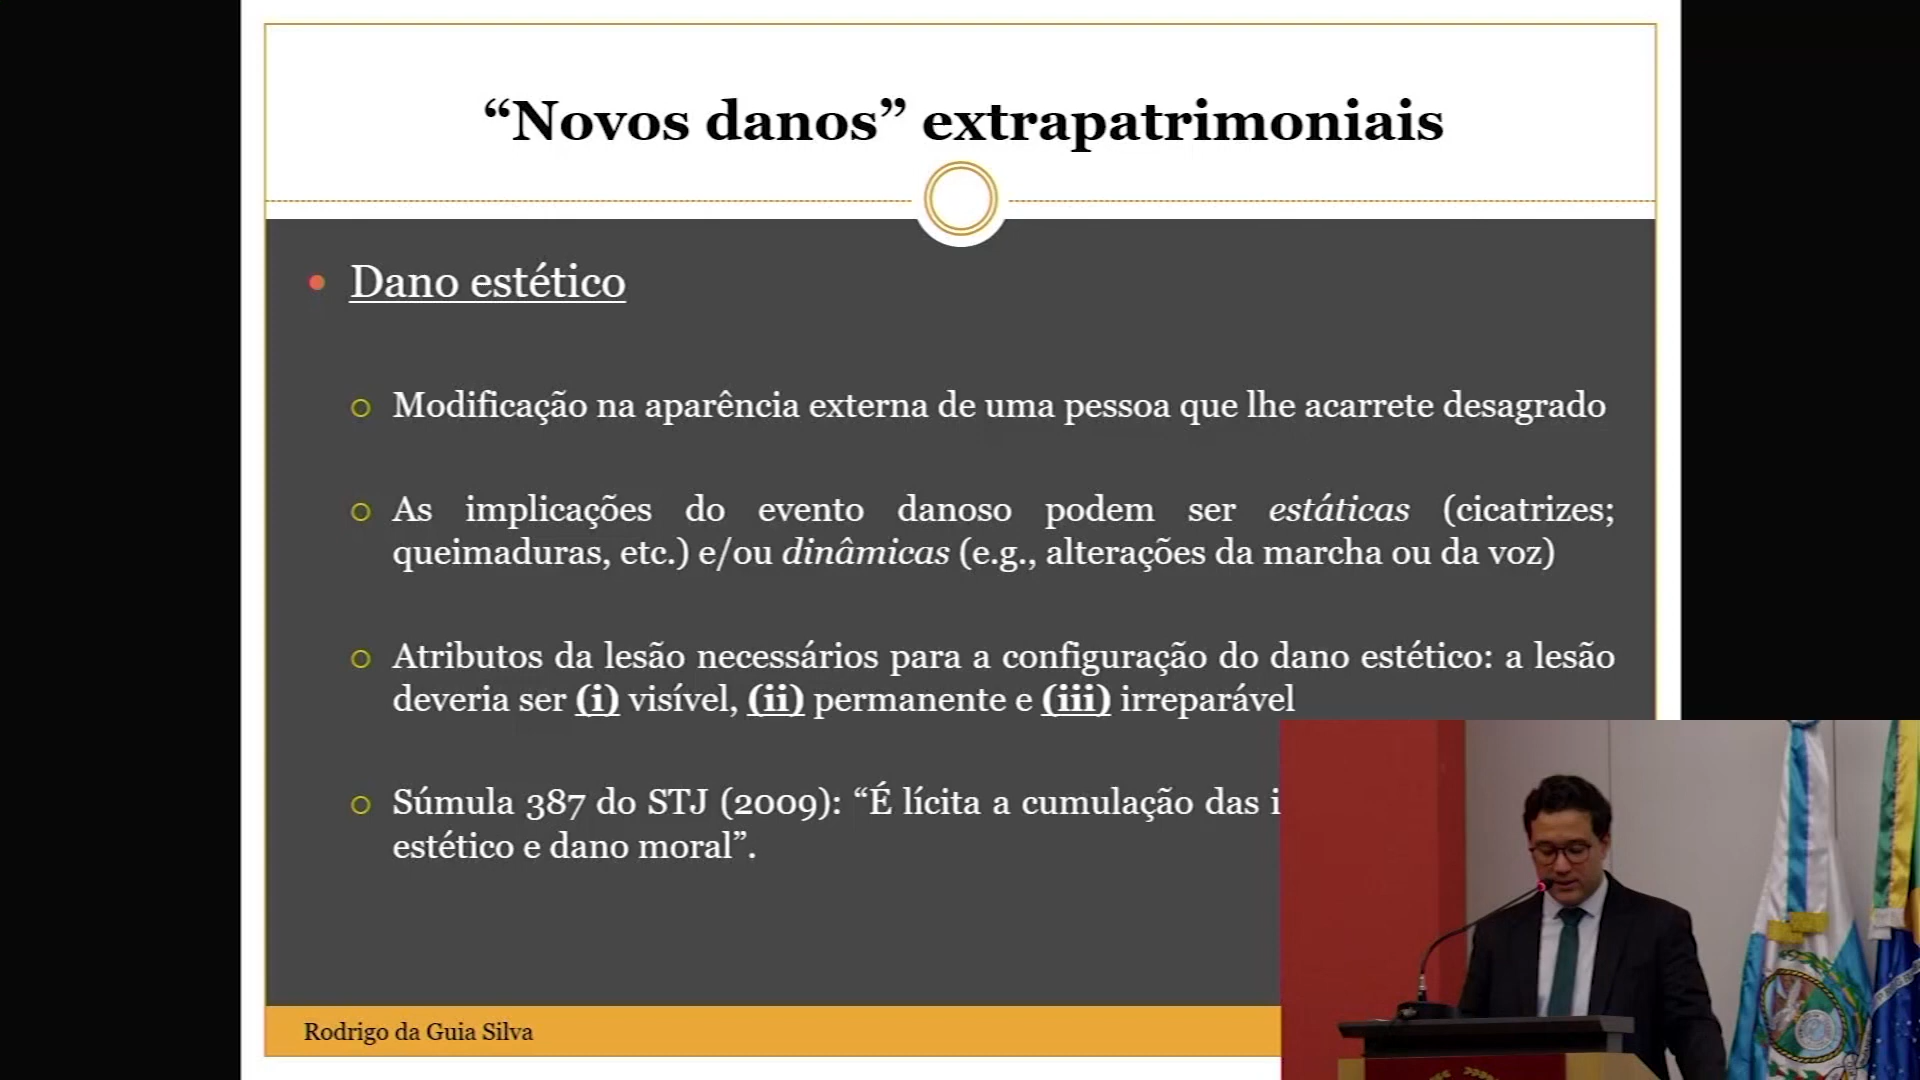 “Novos danos” extrapatrimoniais
Dano estético
Modificação na aparência externa de uma pessoa que lhe acarrete desagrado
As implicações do evento danoso podem ser estáticas (cicatrizes;
queimaduras, etc.) e/ou dinâmicas (e.g., alterações da marcha ou da voz)
Atributos da lesão necessários para a configuração do dano estético: a lesão
deveria ser (i) visível, (ii) permanente e (iii) irreparável
Súmula 387 do STJ (2009): “É lícita a cumulação das
estético e dano moral”.
Rodrigo da Guia Silva